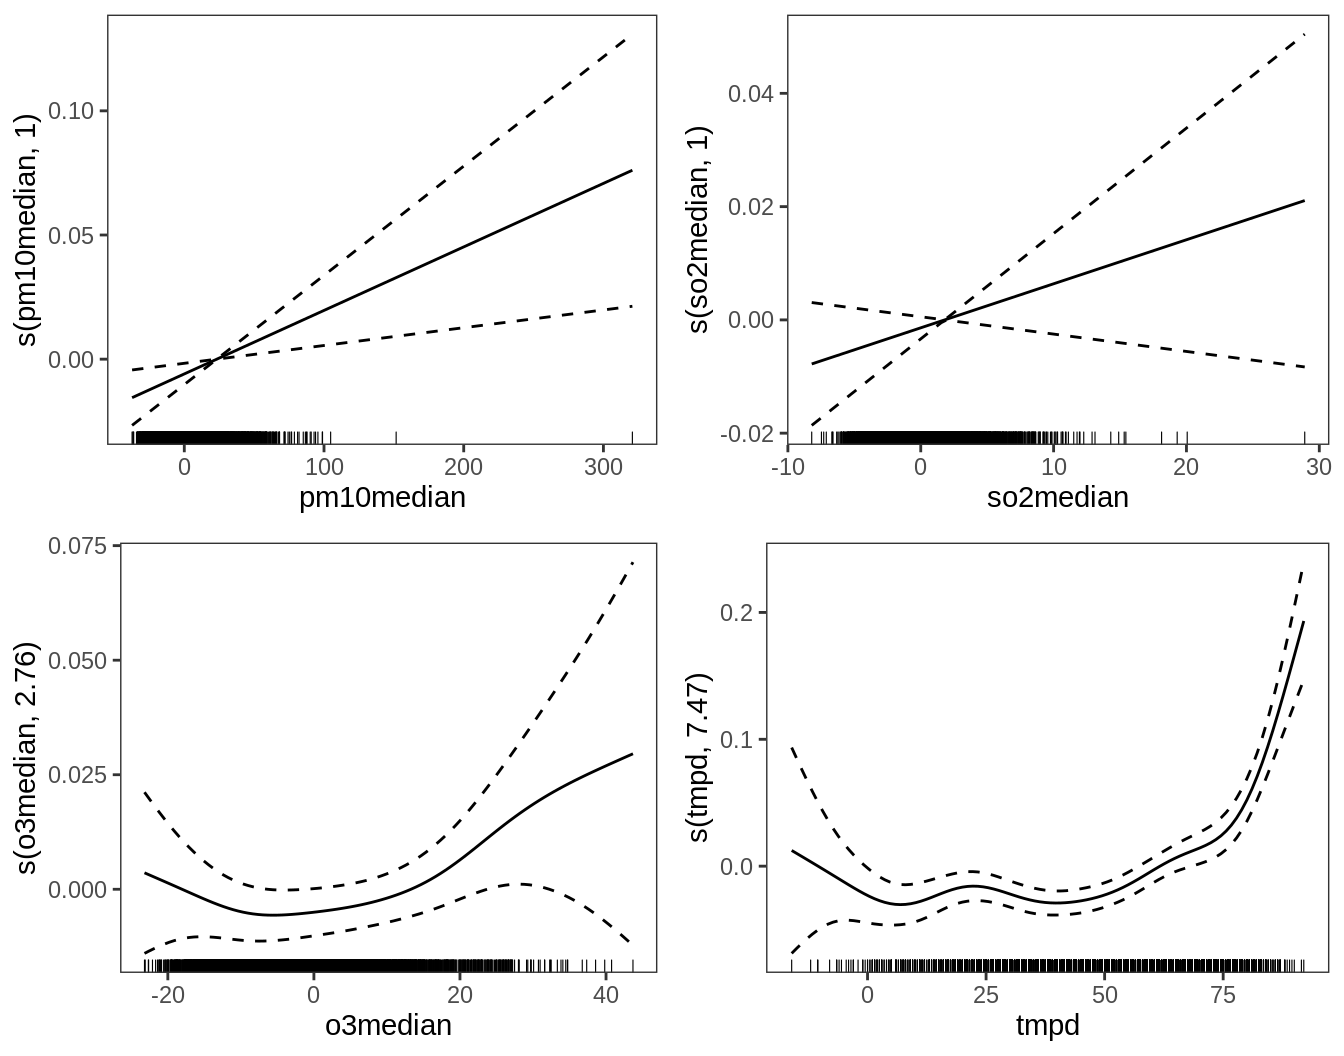 s(pm10median, 1)
0.10
0.05
0.00
0 100 200 300
pm10median
s(so2median, 1)
0.04
0.02
0.00
-0.02
-10 0 10 20 30
so2median
s(o3median, 2.76)
0.075
0.050
0.025
0.000
-20 0 20 40
o3median
s(tmpd, 7.47)
0.2
0.1
0.0
0 25 50 75
tmpd